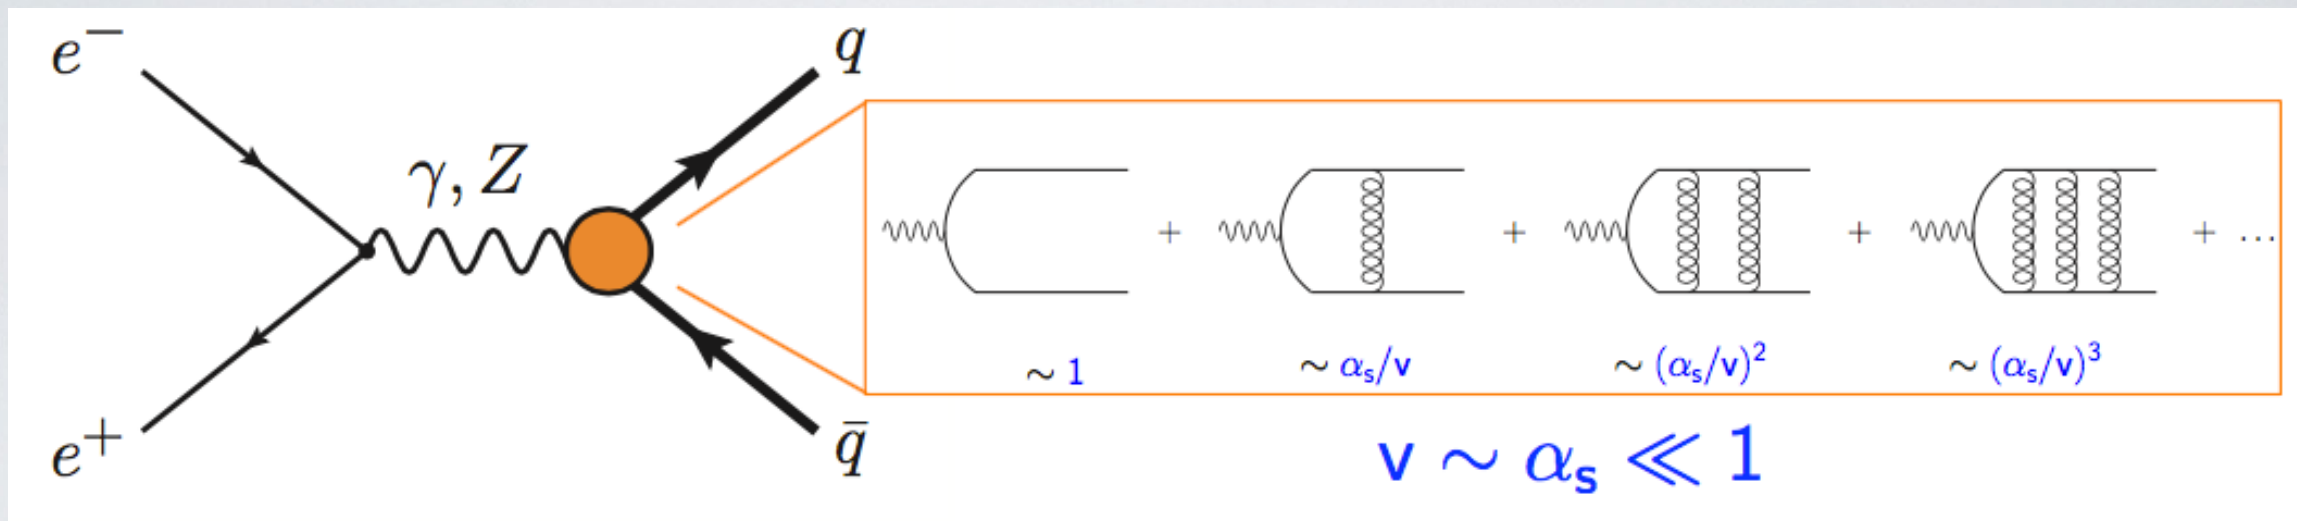 e⁻
q
γ, Z
+ + + + ...
~ 1 ~ αs/v ~ (αs/v)² ~ (αs/v)³
e⁺
q̄
v ~ αs ≪ 1